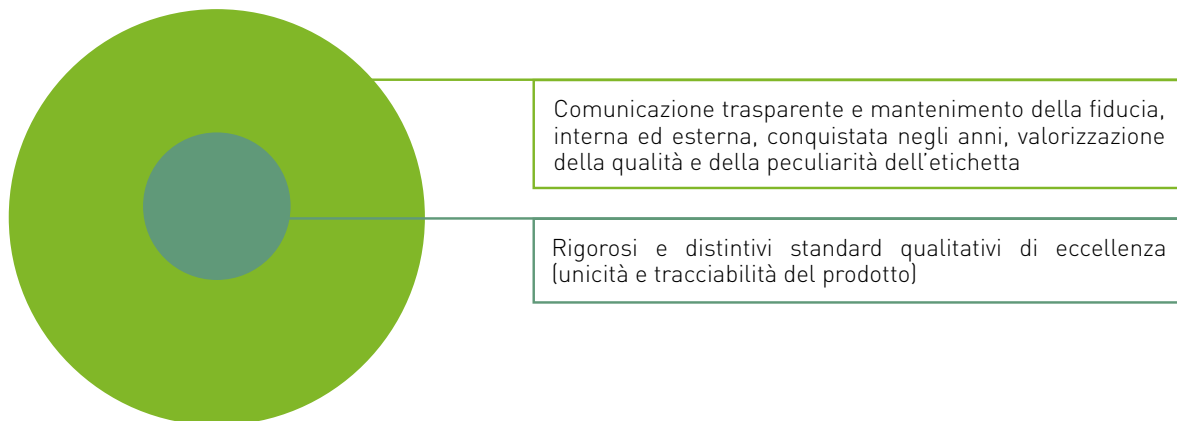 Comunicazione trasparente e mantenimento della fiducia,
interna ed esterna, conquistata negli anni, valorizzazione
della qualità e della peculiarità dell'etichetta
Rigorosi e distintivi standard qualitativi di eccellenza
(unicità e tracciabilità del prodotto)